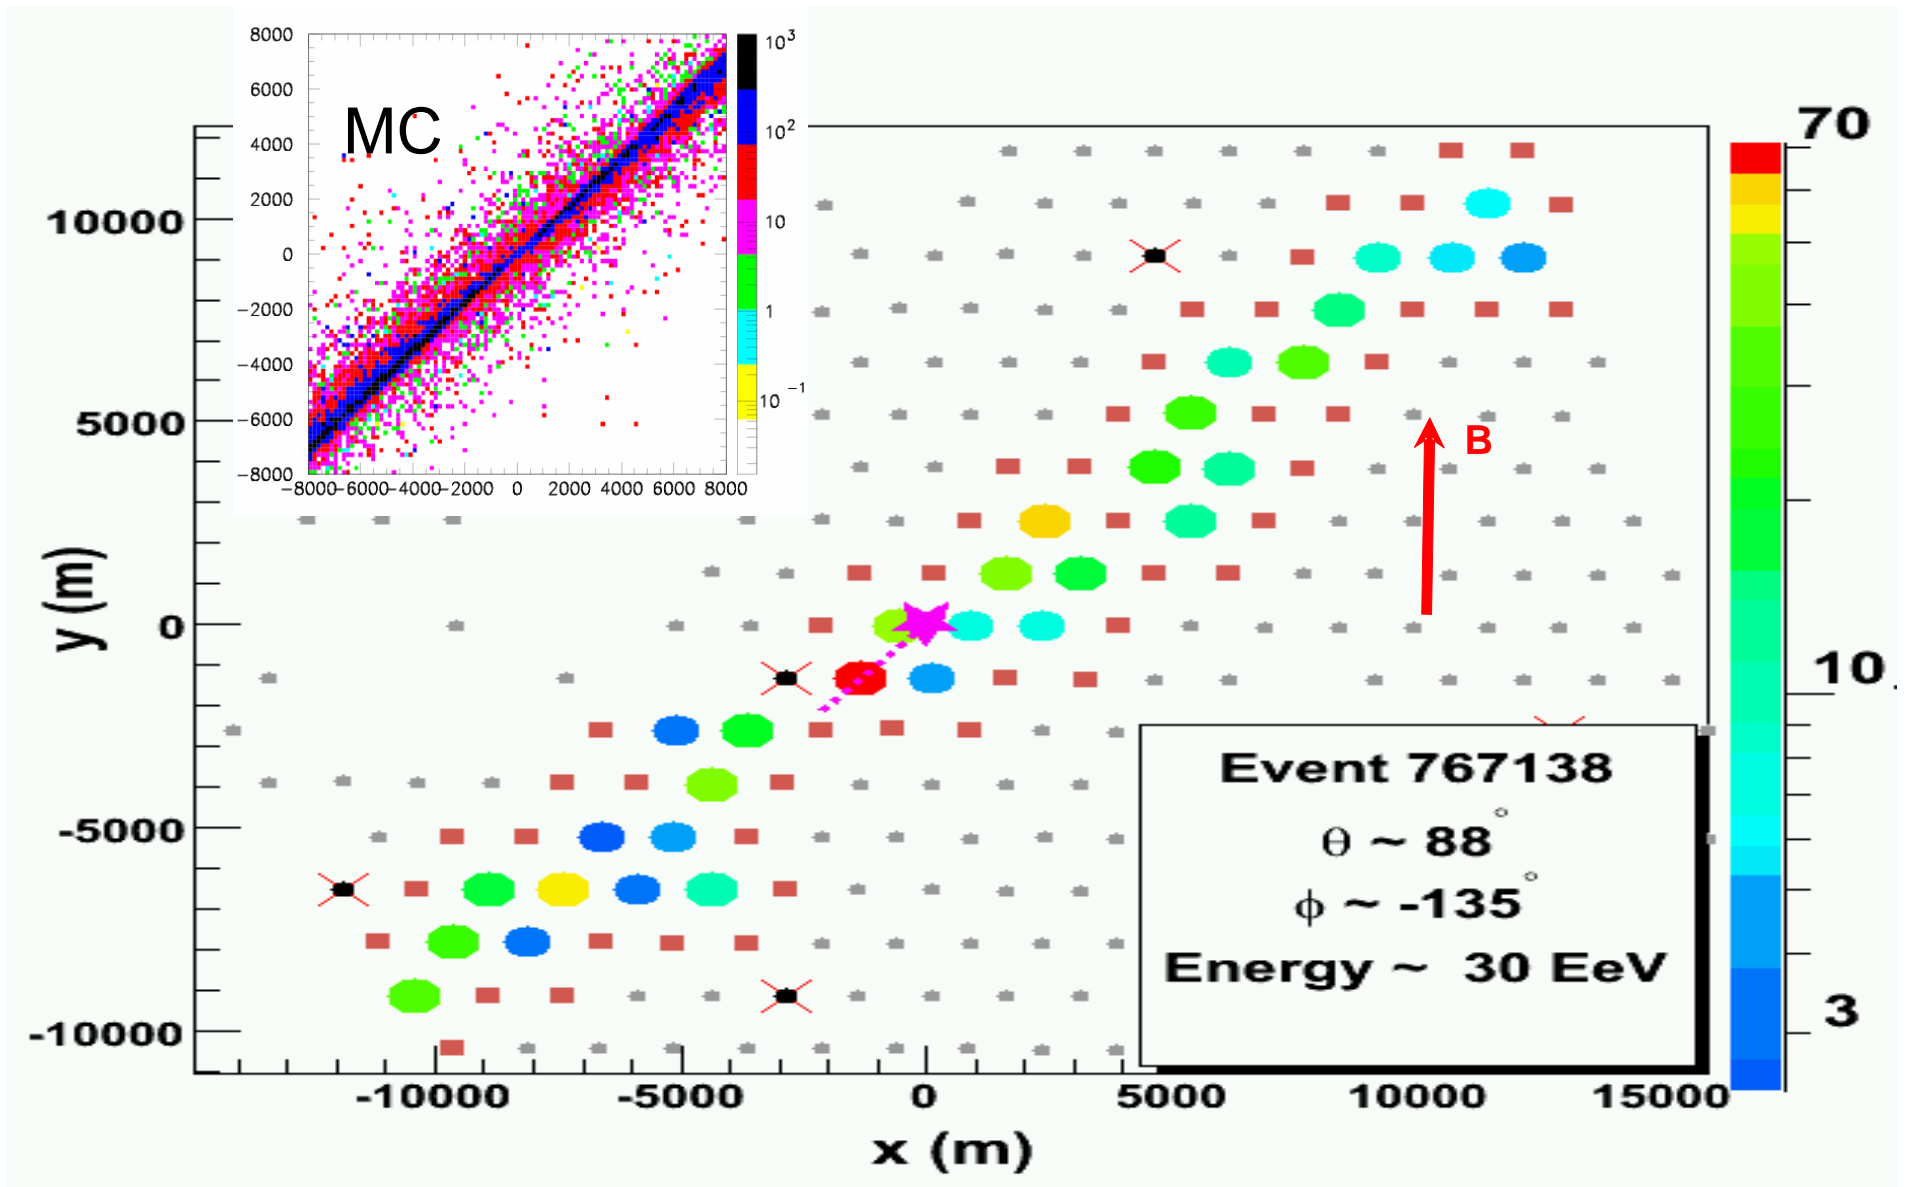 8000
6000
4000
2000
0
−2000
−4000
−6000
−8000
−8000 −6000 −4000 −2000 0 2000 4000 6000 8000
MC
10³
10²
10
1
10⁻¹
10000
5000
0
-5000
-10000
y (m)
-10000 -5000 0 5000 10000 15000
x (m)
B
Event 767138
θ ~ 88°
ϕ ~ -135°
Energy ~ 30 EeV
70
10
3